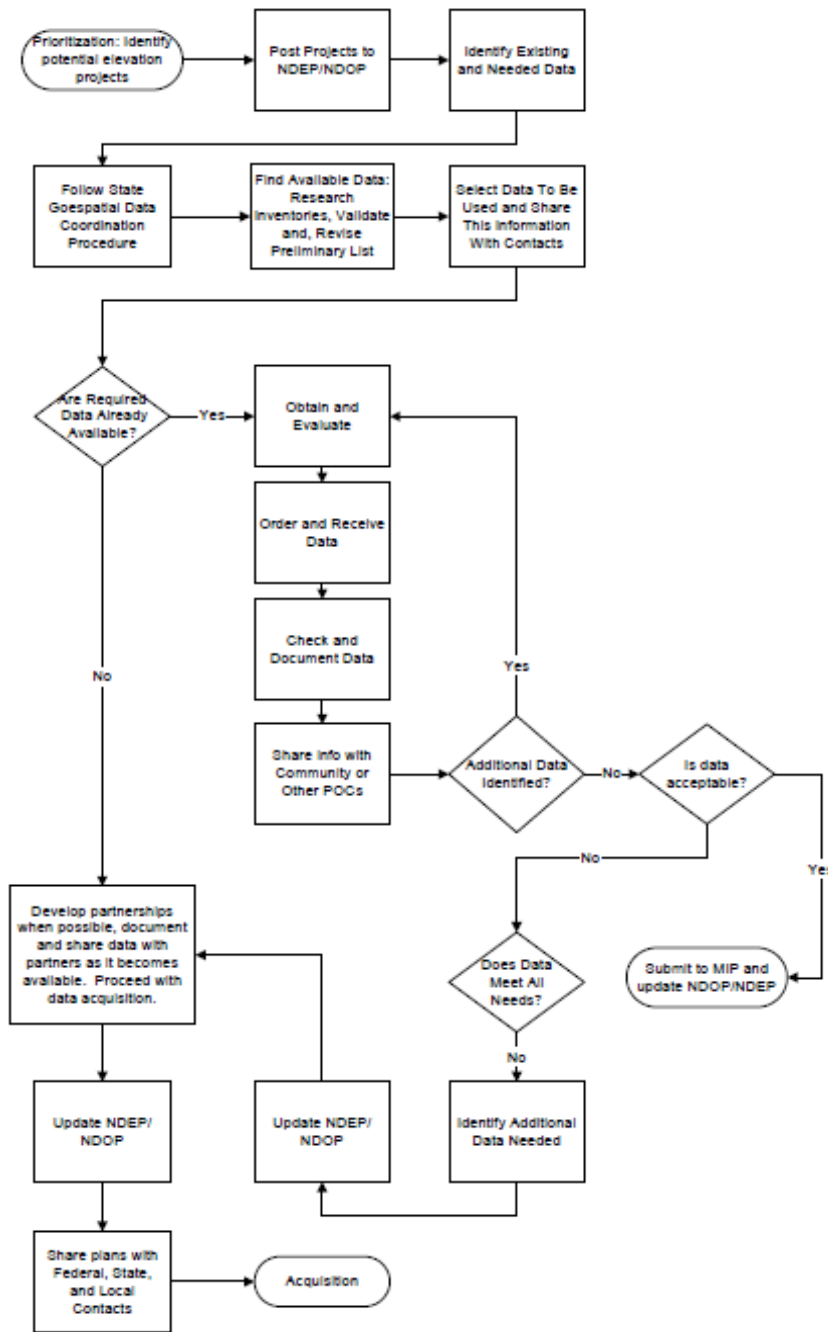 Prioritization: Identify
potential elevation
projects
Post Projects to
NDEP/NDOP
Identify Existing
and Needed Data
Follow State
Goespatial Data
Coordination
Procedure
Find Available Data:
Research
Inventories, Validate
and, Revise
Preliminary List
Select Data To Be
Used and Share
This Information
With Contacts
Are Required
Data Already
Available?
Yes
Obtain and
Evaluate
Order and Receive
Data
Check and
Document Data
No
Yes
Share Info with
Community or
Other POCs
Additional Data
Identified?
No
Is data
acceptable?
No
Yes
Develop partnerships
when possible, document
and share data with
partners as it becomes
available. Proceed with
data acquisition.
Does Data
Meet All
Needs?
Submit to MIP and
update NDOP/NDEP
No
Update NDEP/
NDOP
Update NDEP/
NDOP
Identify Additional
Data Needed
Share plans with
Federal, State,
and Local
Contacts
Acquisition